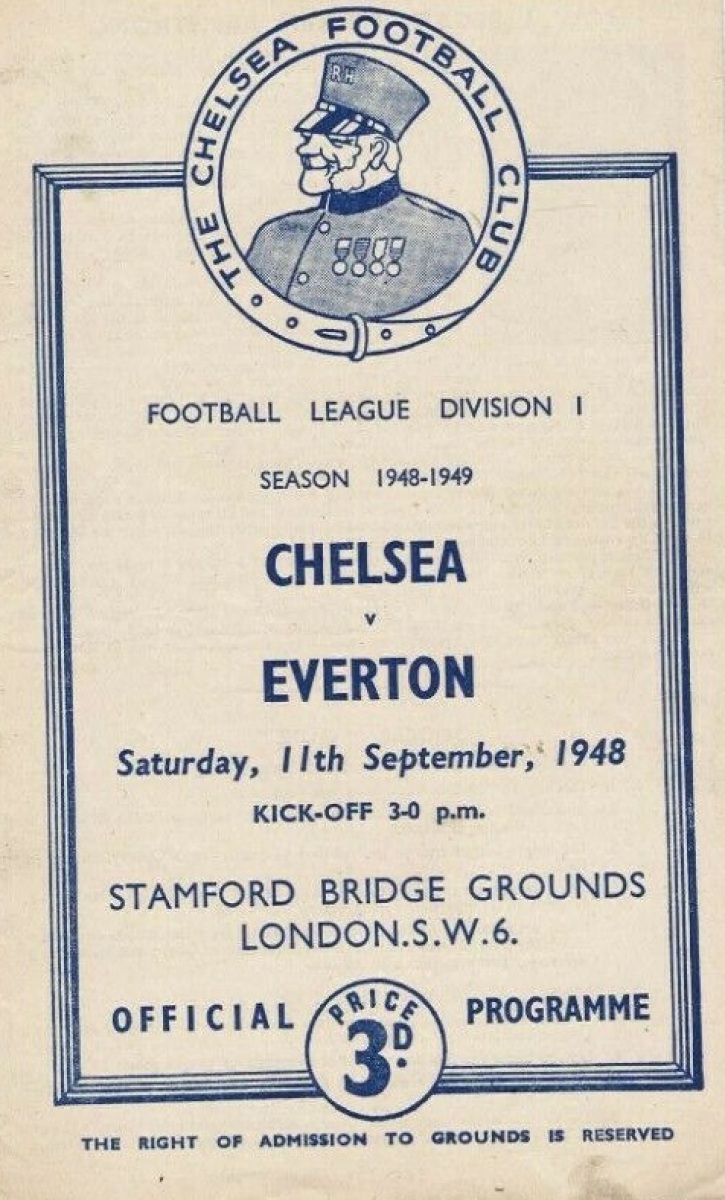 THE CHELSEA FOOTBALL CLUB
RH
FOOTBALL LEAGUE DIVISION I
SEASON 1948-1949
CHELSEA
v
EVERTON
Saturday, 11th September, 1948
KICK-OFF 3-0 p.m.
STAMFORD BRIDGE GROUNDS
LONDON.S.W.6.
OFFICIAL PROGRAMME
PRICE
3D.
THE RIGHT OF ADMISSION TO GROUNDS IS RESERVED